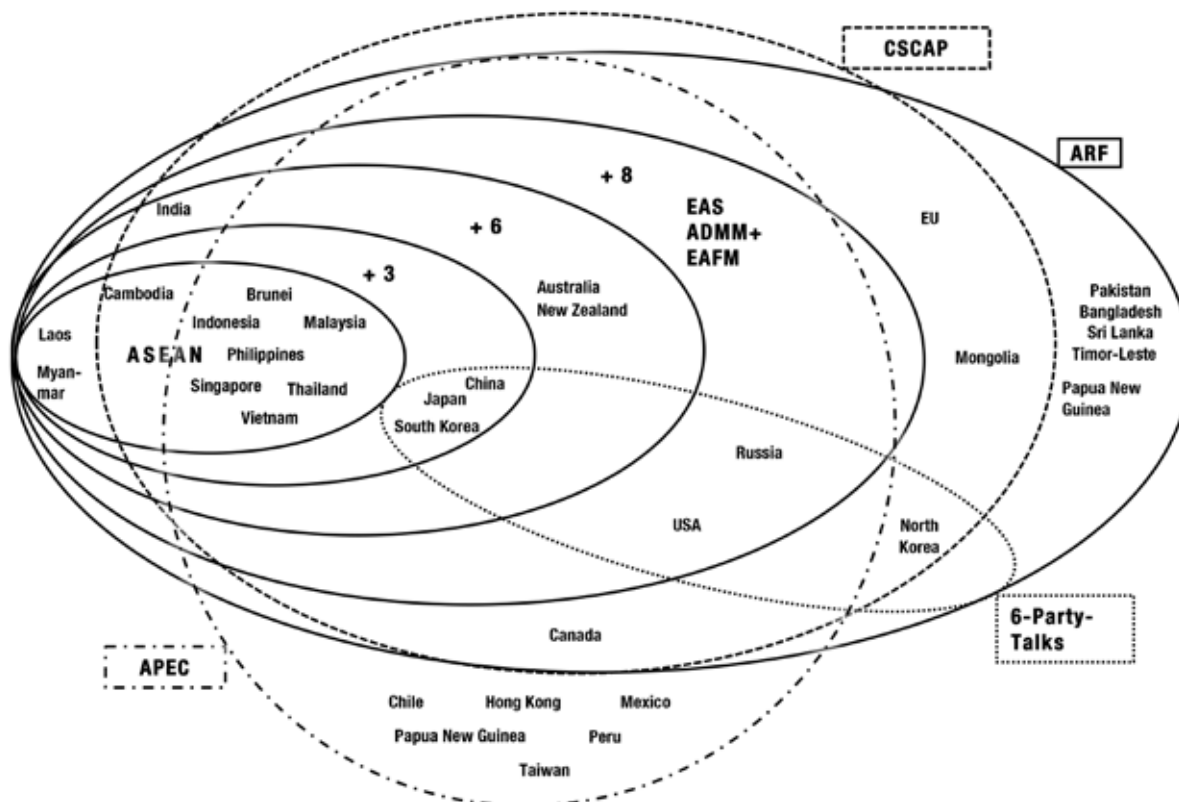 CSCAP
ARF
+ 8
EAS
ADMM+
EAFM
India
+ 6
EU
+ 3
Australia
New Zealand
Pakistan
Bangladesh
Sri Lanka
Timor-Leste
Papua New
Guinea
Cambodia
Brunei
Indonesia
Malaysia
Laos
ASEAN
Philippines
Myan-
mar
Singapore
Thailand
Vietnam
China
Japan
South Korea
Mongolia
Russia
USA
North
Korea
Canada
6-Party-
Talks
APEC
Chile
Hong Kong
Mexico
Papua New Guinea
Peru
Taiwan